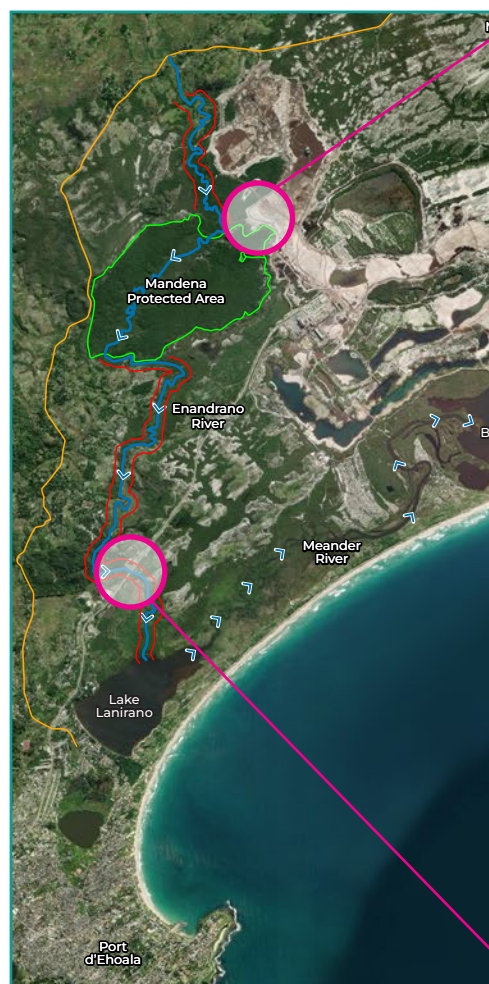 Mandena
Protected Area
Enandrano
River
Meander
River
Lake
Lanirano
Port
d'Ehoala